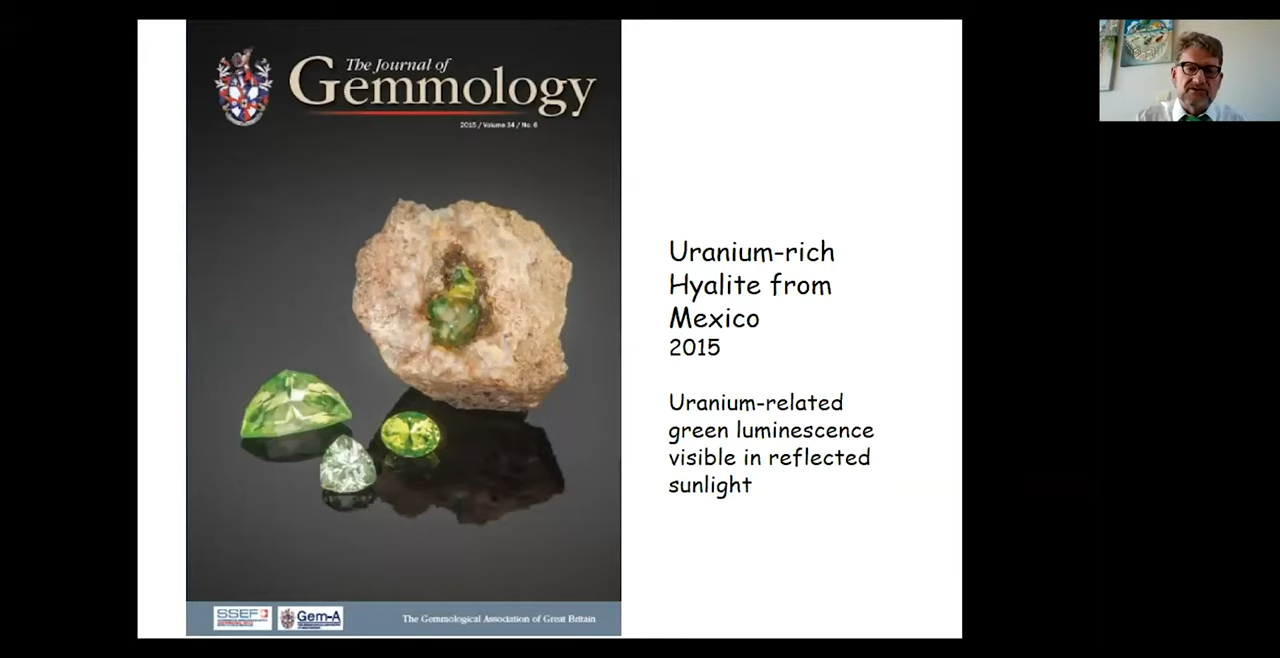 The Journal of
Gemmology
2015 / Volume 34 / No. 6
Uranium-rich
Hyalite from
Mexico
2015
Uranium-related
green luminescence
visible in reflected
sunlight
SSEF
Gem-A
The Gemmological Association of Great Britain